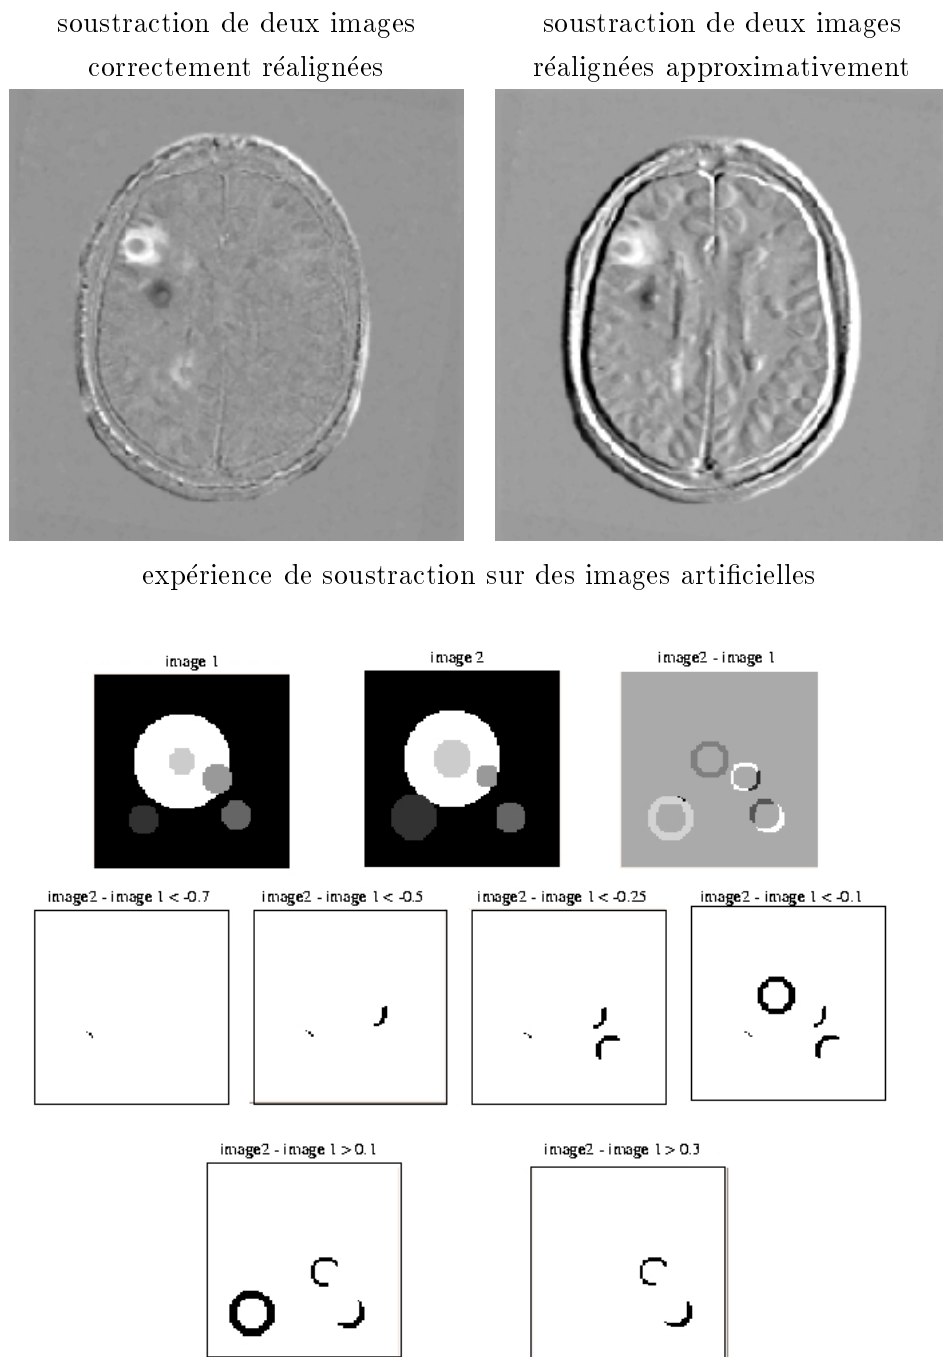 soustraction de deux images
correctement réalignées
soustraction de deux images
réalignées approximativement
expérience de soustraction sur des images artificielles
image 1
image 2
image2 - image 1
image2 - image 1 < -0.7
image2 - image 1 < -0.5
image2 - image 1 < -0.25
image2 - image 1 < -0.1
image2 - image 1 > 0.1
image2 - image 1 > 0.3